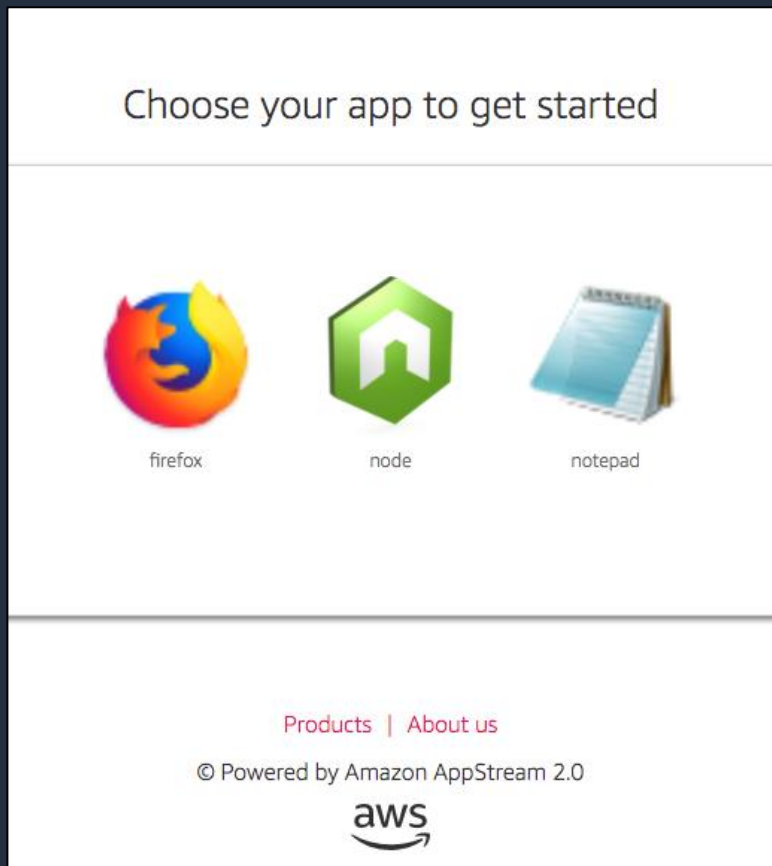 Choose your app to get started
firefox node notepad
Products | About us
© Powered by Amazon AppStream 2.0
aws